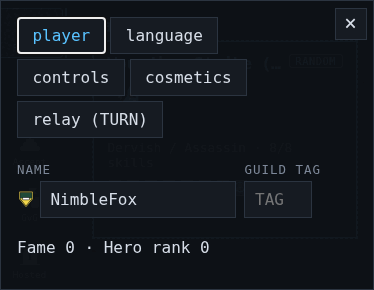 player language
controls cosmetics
relay (TURN)
NAME GUILD TAG
NimbleFox TAG
Fame 0 · Hero rank 0